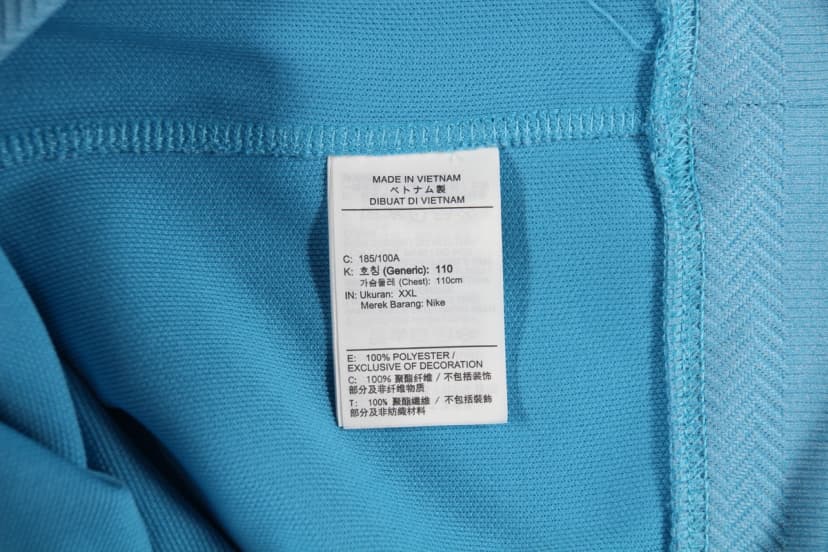 MADE IN VIETNAM
ベトナム製
DIBUAT DI VIETNAM
C: 185/100A
K: 호칭 (Generic): 110
가슴둘레 (Chest): 110cm
IN: Ukuran: XXL
Merek Barang: Nike
E: 100% POLYESTER /
EXCLUSIVE OF DECORATION
C: 100% 聚酯纤维 / 不包括装饰
部分及非纤维物质
T: 100% 聚酯纖維 / 不包括裝飾
部分及非紡織材料